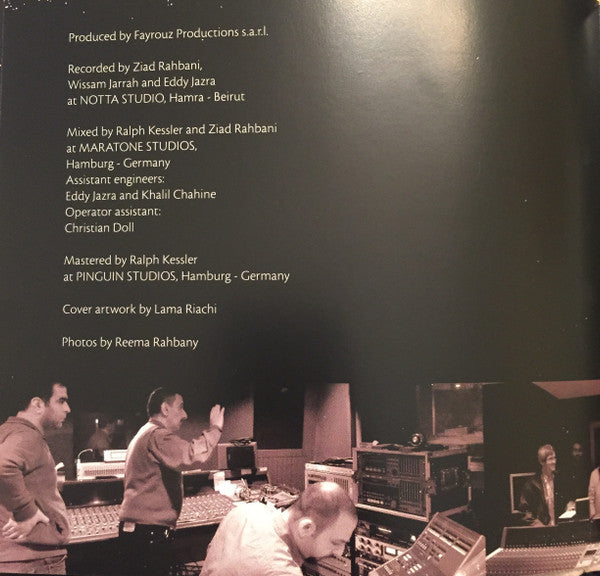 Produced by Fayrouz Productions s.a.r.l.
Recorded by Ziad Rahbani,
Wissam Jarrah and Eddy Jazra
at NOTTA STUDIO, Hamra - Beirut
Mixed by Ralph Kessler and Ziad Rahbani
at MARATONE STUDIOS,
Hamburg - Germany
Assistant engineers:
Eddy Jazra and Khalil Chahine
Operator assistant:
Christian Doll
Mastered by Ralph Kessler
at PINGUIN STUDIOS, Hamburg - Germany
Cover artwork by Lama Riachi
Photos by Reema Rahbany